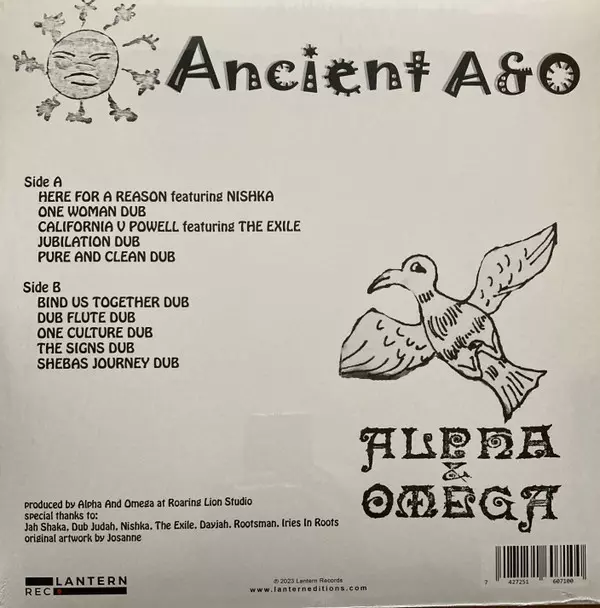 Ancient A&O
Side A
HERE FOR A REASON featuring NISHKA
ONE WOMAN DUB
CALIFORNIA V POWELL featuring THE EXILE
JUBILATION DUB
PURE AND CLEAN DUB
Side B
BIND US TOGETHER DUB
DUB FLUTE DUB
ONE CULTURE DUB
THE SIGNS DUB
SHEBAS JOURNEY DUB
ALPHA
&
OMEGA
produced by Alpha And Omega at Roaring Lion Studio
special thanks to:
Jah Shaka, Dub Judah, Nishka, The Exile, Dayjah, Rootsman, Iries In Roots
original artwork by Josanne
LANTERN
REC
℗ 2023 Lantern Records
www.lanterneditions.com
7 427251 607180